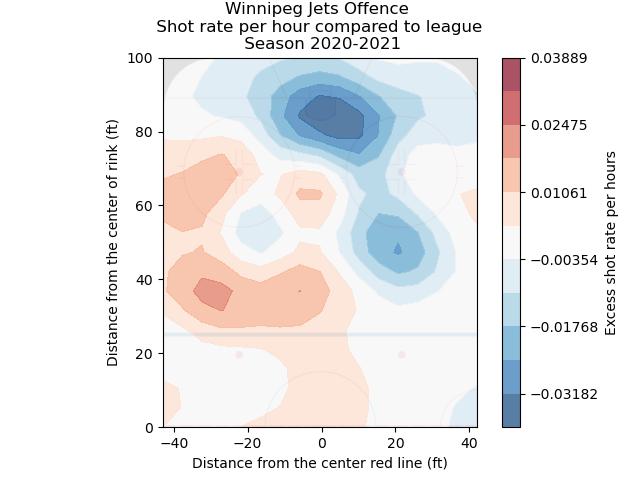 Winnipeg Jets Offence
Shot rate per hour compared to league
Season 2020-2021
100
80
60
40
20
0
Distance from the center of rink (ft)
−40
−20
0
20
40
Distance from the center red line (ft)
0.03889
0.02475
0.01061
−0.00354
−0.01768
−0.03182
Excess shot rate per hours